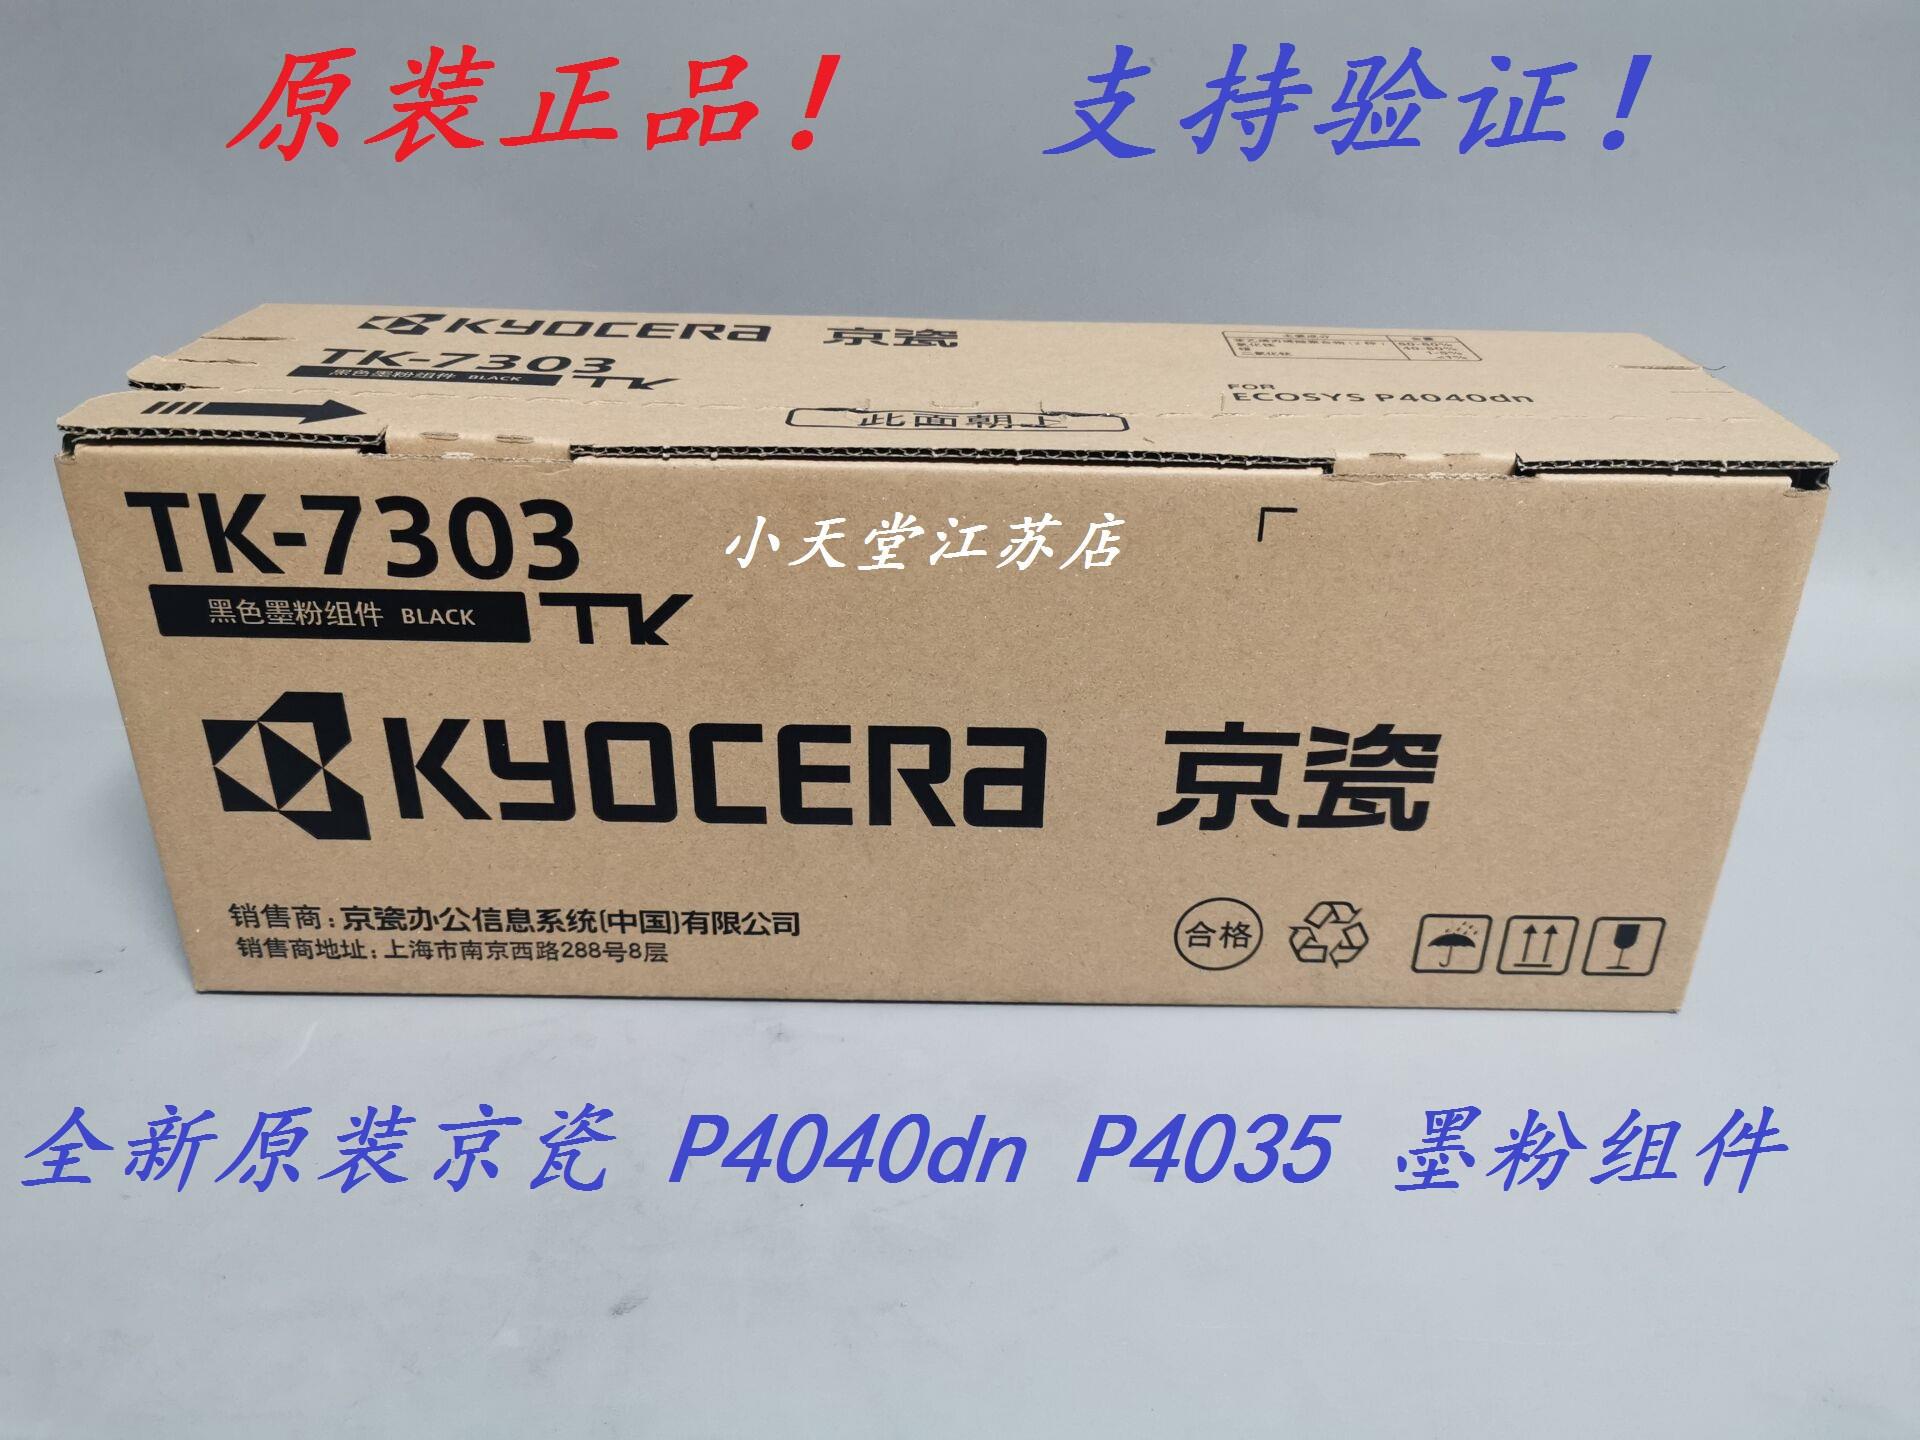 原装正品！ 支持验证！
KYOCERA 京瓷
TK-7303
黑色墨粉组件 BLACK TK
FOR
ECOSYS P4040dn
此面朝上
TK-7303
小天堂江苏店
黑色墨粉组件 BLACK TK
KYOCERA 京瓷
销售商：京瓷办公信息系统(中国)有限公司
销售商地址：上海市南京西路288号8层
合格
全新原装京瓷 P4040dn P4035 墨粉组件